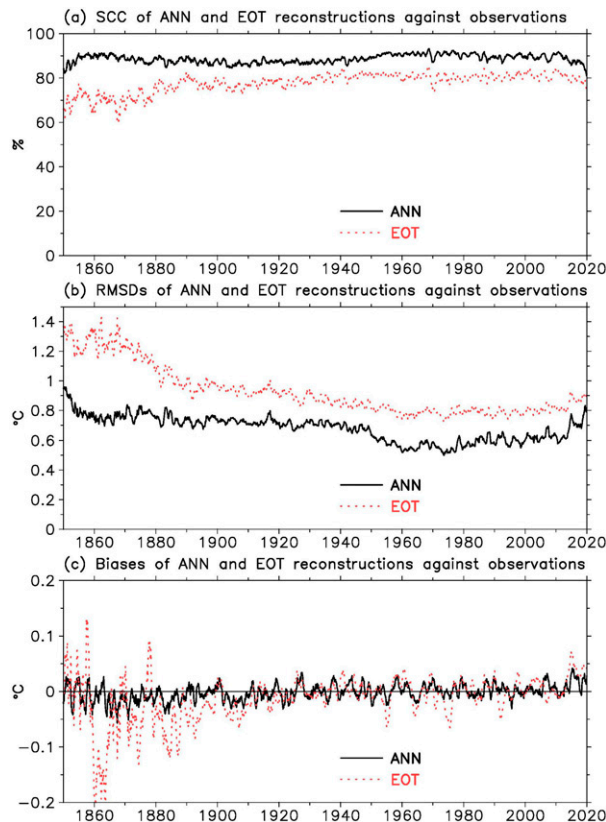 (a) SCC of ANN and EOT reconstructions against observations
100
80
60
40
20
0
%
ANN
EOT
1860 1880 1900 1920 1940 1960 1980 2000 2020
(b) RMSDs of ANN and EOT reconstructions against observations
1.4
1.2
1
0.8
0.6
0.4
0.2
0
°C
ANN
EOT
1860 1880 1900 1920 1940 1960 1980 2000 2020
(c) Biases of ANN and EOT reconstructions against observations
0.2
0.1
0
−0.1
−0.2
°C
ANN
EOT
1860 1880 1900 1920 1940 1960 1980 2000 2020